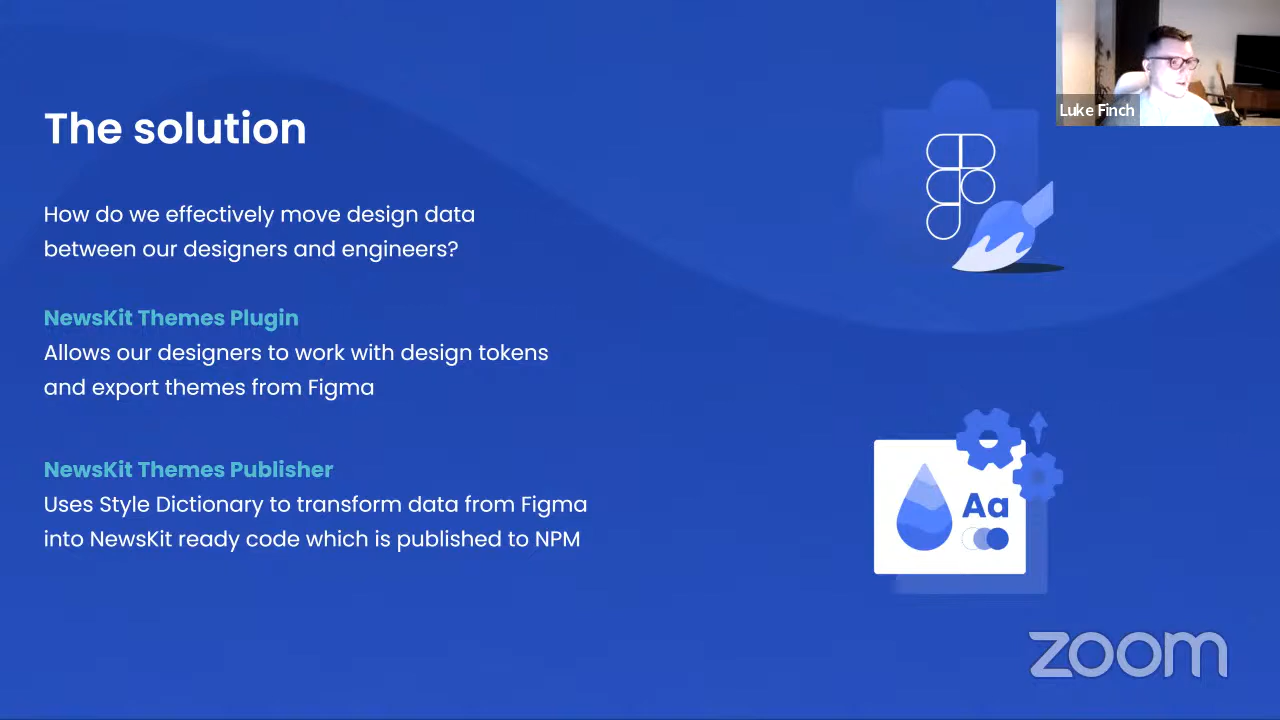 The solution
How do we effectively move design data
between our designers and engineers?
NewsKit Themes Plugin
Allows our designers to work with design tokens
and export themes from Figma
NewsKit Themes Publisher
Uses Style Dictionary to transform data from Figma
into NewsKit ready code which is published to NPM
Luke Finch
Aa
zoom